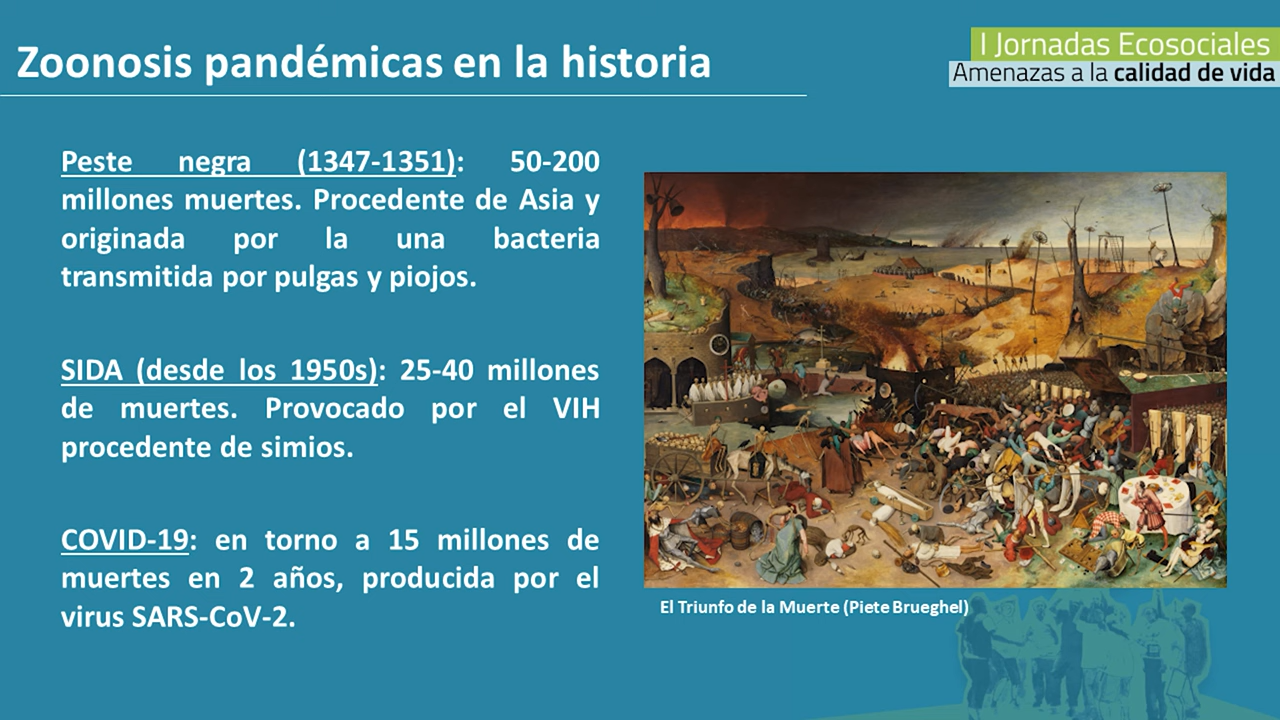 Zoonosis pandémicas en la historia
I Jornadas Ecosociales
Amenazas a la calidad de vida
Peste negra (1347-1351): 50-200
millones muertes. Procedente de Asia y
originada por la una bacteria
transmitida por pulgas y piojos.
SIDA (desde los 1950s): 25-40 millones
de muertes. Provocado por el VIH
procedente de simios.
COVID-19: en torno a 15 millones de
muertes en 2 años, producida por el
virus SARS-CoV-2.
El Triunfo de la Muerte (Piete Brueghel)